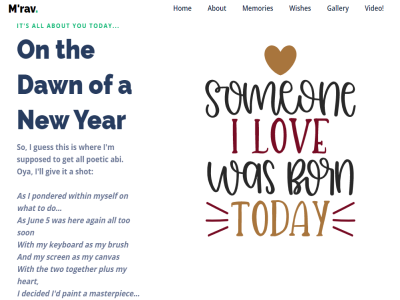 M'rav.
Home About Memories Wishes Gallery Video!
IT'S ALL ABOUT YOU TODAY...
On the
Dawn of a
New Year
So, I guess this is where I'm
supposed to get all poetic abi.
Oya, I'll give it a shot:
As I pondered within myself on
what to do...
As June 5 was here again all too
soon
With my keyboard as my brush
And my screen as my canvas
With the two together plus my
heart,
I decided I'd paint a masterpiece...
someone
I LOVE
was Born
TODAY